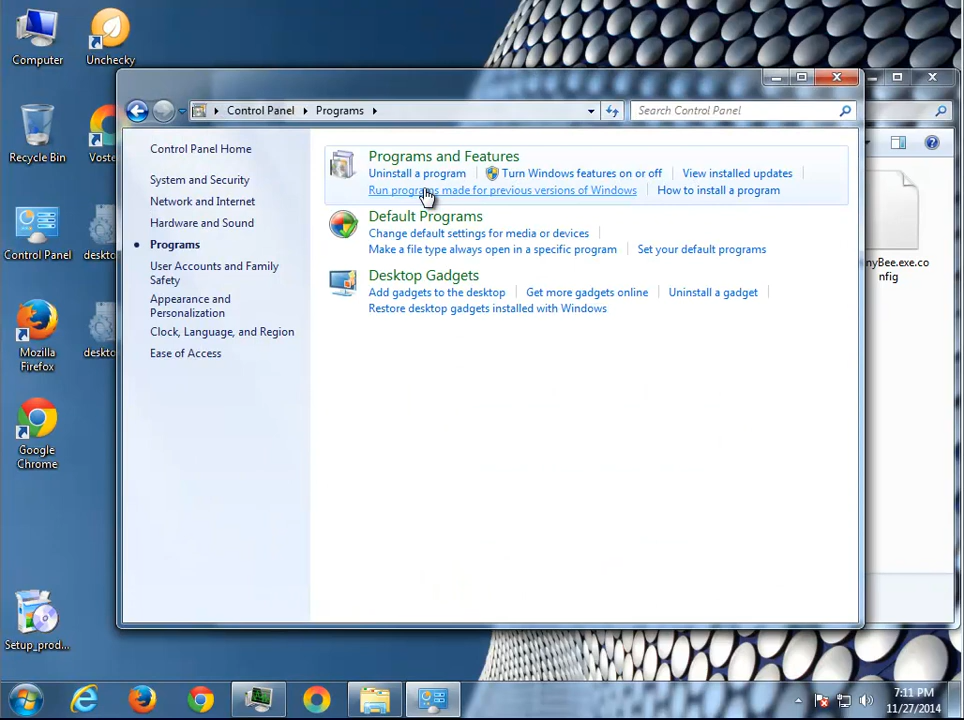 Computer
Unchecky
Recycle Bin
Voste
Control Panel
deskto
Mozilla
Firefox
deskto
Google
Chrome
Setup_prod...
Control Panel
Programs
Search Control Panel
Control Panel Home
System and Security
Network and Internet
Hardware and Sound
Programs
User Accounts and Family
Safety
Appearance and
Personalization
Clock, Language, and Region
Ease of Access
Programs and Features
Uninstall a program
Turn Windows features on or off
View installed updates
Run programs made for previous versions of Windows
How to install a program
Default Programs
Change default settings for media or devices
Make a file type always open in a specific program
Set your default programs
Desktop Gadgets
Add gadgets to the desktop
Get more gadgets online
Uninstall a gadget
Restore desktop gadgets installed with Windows
nyBee.exe.co
nfig
7:11 PM
11/27/2014